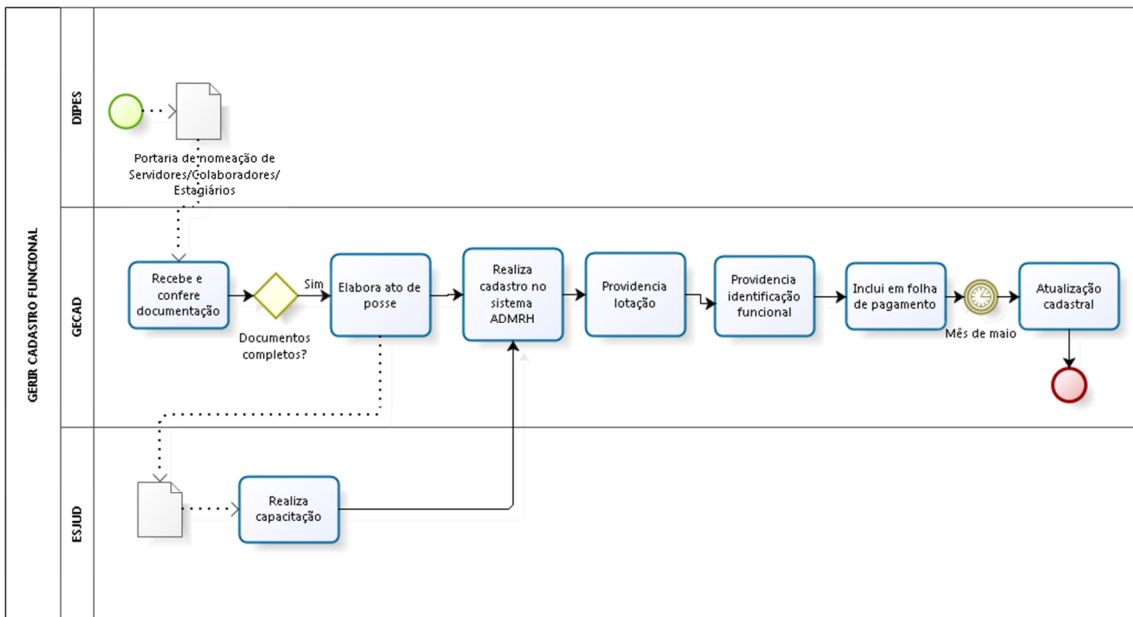 GERIR CADASTRO FUNCIONAL
DIPES
Portaria de nomeação de
Servidores/Colaboradores/
Estagiários
GECAD
Recebe e
confere
documentação
Documentos
completos?
Sim
Elabora ato de
posse
Realiza
cadastro no
sistema
ADMRH
Providencia
lotação
Providencia
identificação
funcional
Inclui em folha
de pagamento
Mês de maio
Atualização
cadastral
ESJUD
Realiza
capacitação